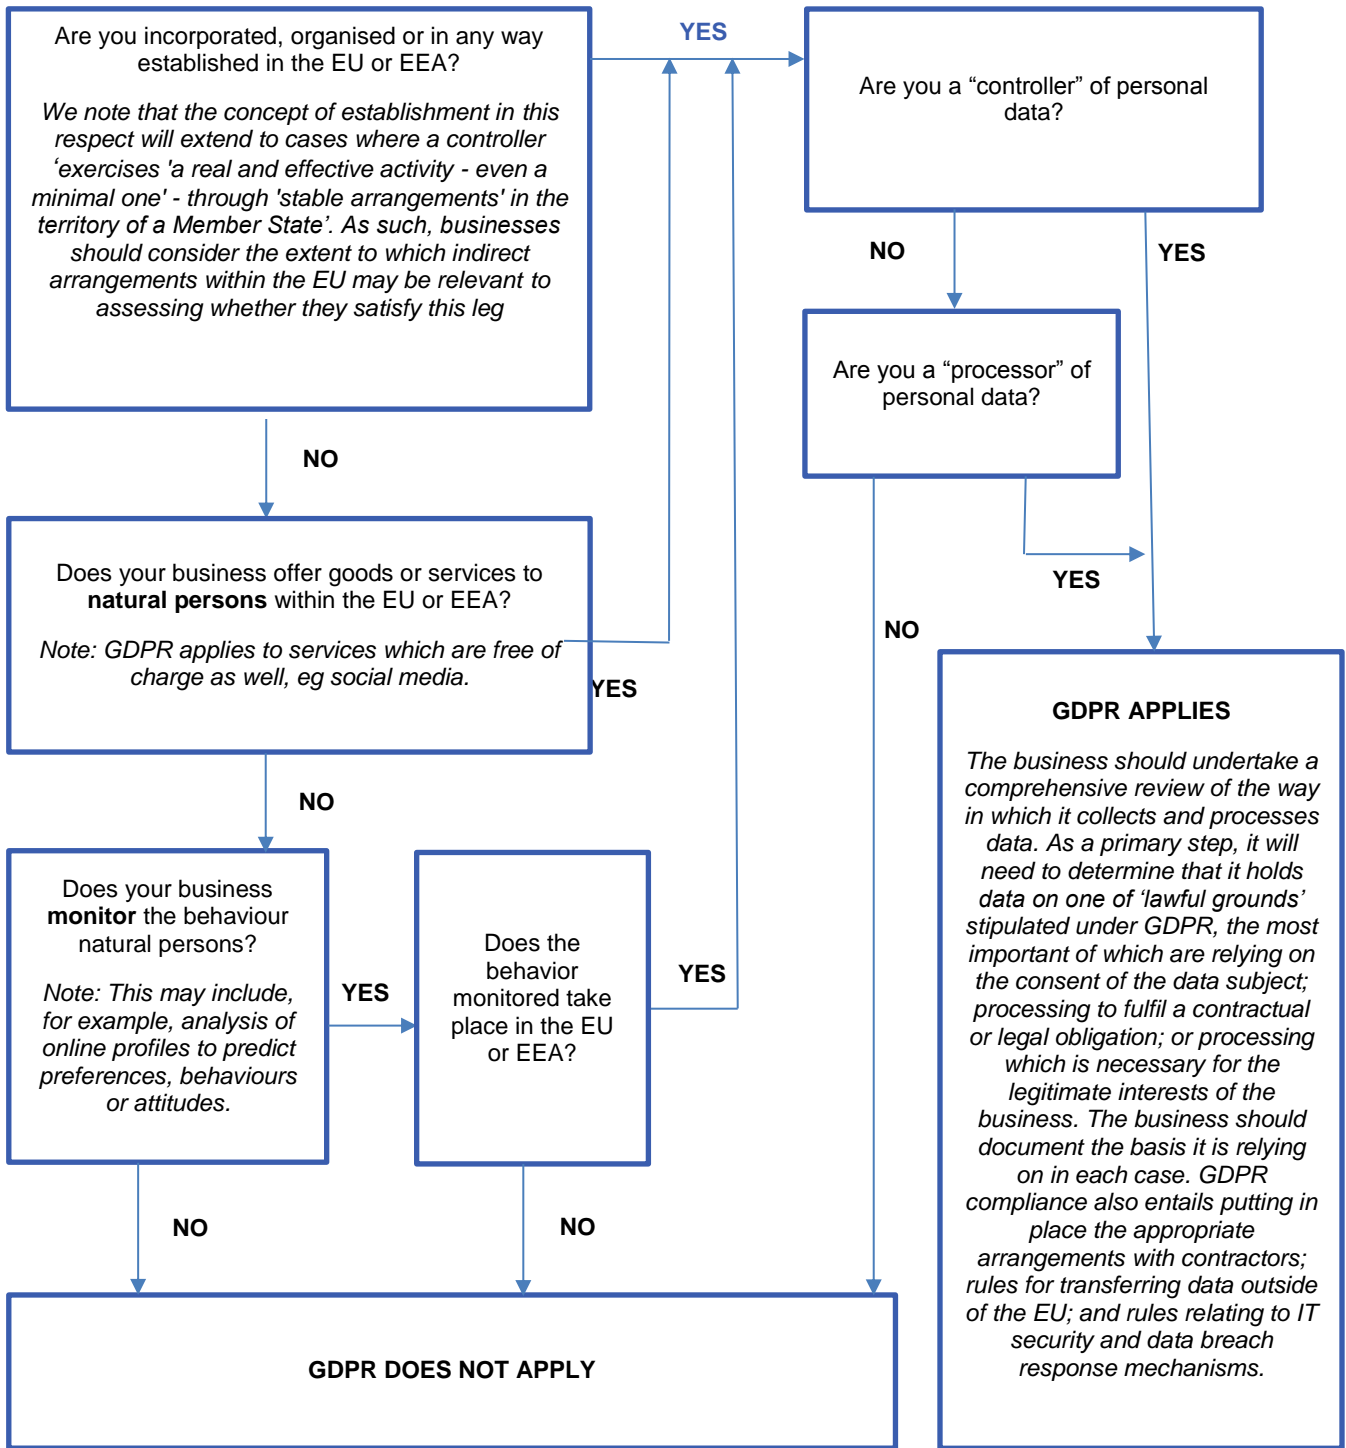 Are you incorporated, organised or in any way
established in the EU or EEA?
We note that the concept of establishment in this
respect will extend to cases where a controller
‘exercises 'a real and effective activity - even a
minimal one' - through 'stable arrangements' in the
territory of a Member State’. As such, businesses
should consider the extent to which indirect
arrangements within the EU may be relevant to
assessing whether they satisfy this leg
YES
Are you a “controller” of personal
data?
NO
YES
Are you a “processor” of
personal data?
NO
Does your business offer goods or services to
natural persons within the EU or EEA?
Note: GDPR applies to services which are free of
charge as well, eg social media.
YES
YES
NO
NO
Does your business
monitor the behaviour
natural persons?
Note: This may include,
for example, analysis of
online profiles to predict
preferences, behaviours
or attitudes.
YES
Does the
behavior
monitored take
place in the EU
or EEA?
YES
NO
NO
GDPR DOES NOT APPLY
GDPR APPLIES
The business should undertake a
comprehensive review of the way
in which it collects and processes
data. As a primary step, it will
need to determine that it holds
data on one of ‘lawful grounds’
stipulated under GDPR, the most
important of which are relying on
the consent of the data subject;
processing to fulfil a contractual
or legal obligation; or processing
which is necessary for the
legitimate interests of the
business. The business should
document the basis it is relying
on in each case. GDPR
compliance also entails putting in
place the appropriate
arrangements with contractors;
rules for transferring data outside
of the EU; and rules relating to IT
security and data breach
response mechanisms.